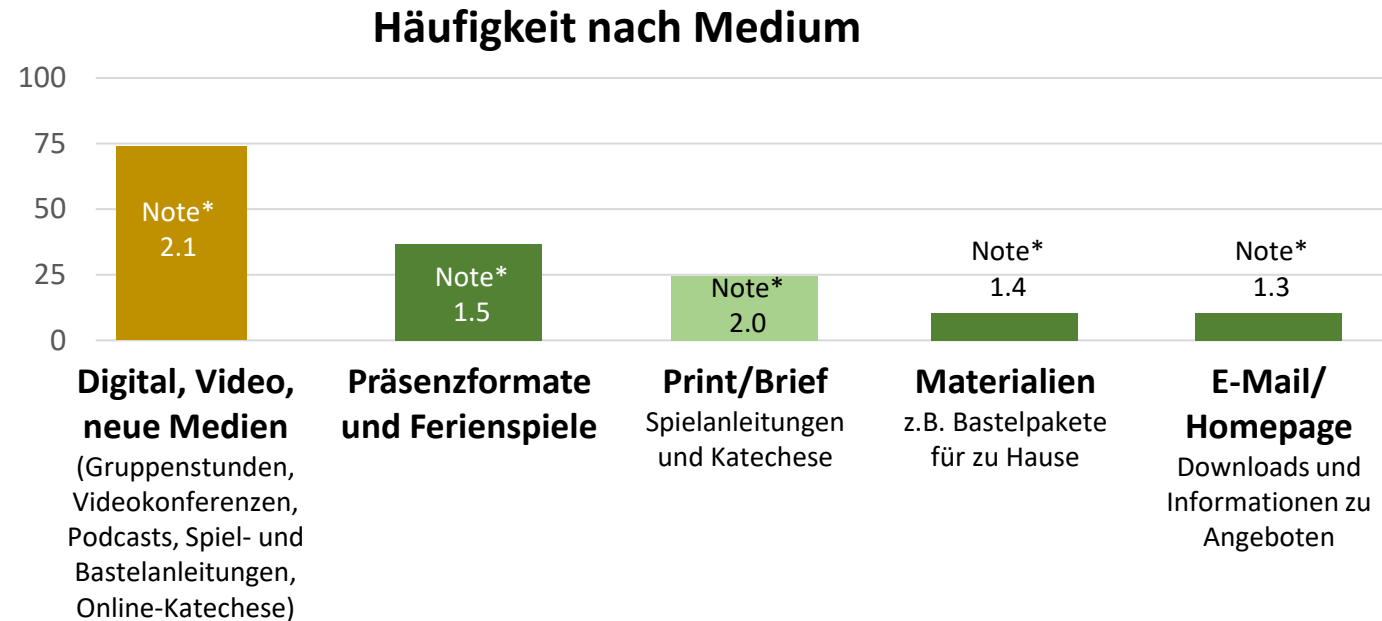 Häufigkeit nach Medium
100
75
50
25
0
Note*
2.1
Note*
1.5
Note*
2.0
Note*
1.4
Note*
1.3
Digital, Video,
neue Medien
(Gruppenstunden,
Videokonferenzen,
Podcasts, Spiel- und
Bastelanleitungen,
Online-Katechese)
Präsenzformate
und Ferienspiele
Print/Brief
Spielanleitungen
und Katechese
Materialien
z.B. Bastelpakete
für zu Hause
E-Mail/
Homepage
Downloads und
Informationen zu
Angeboten